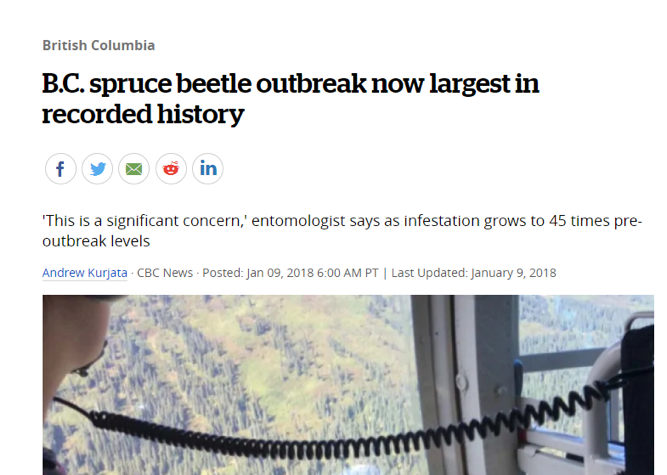 British Columbia
B.C. spruce beetle outbreak now largest in
recorded history
f
in
'This is a significant concern,' entomologist says as infestation grows to 45 times pre-
outbreak levels
Andrew Kurjata · CBC News · Posted: Jan 09, 2018 6:00 AM PT | Last Updated: January 9, 2018